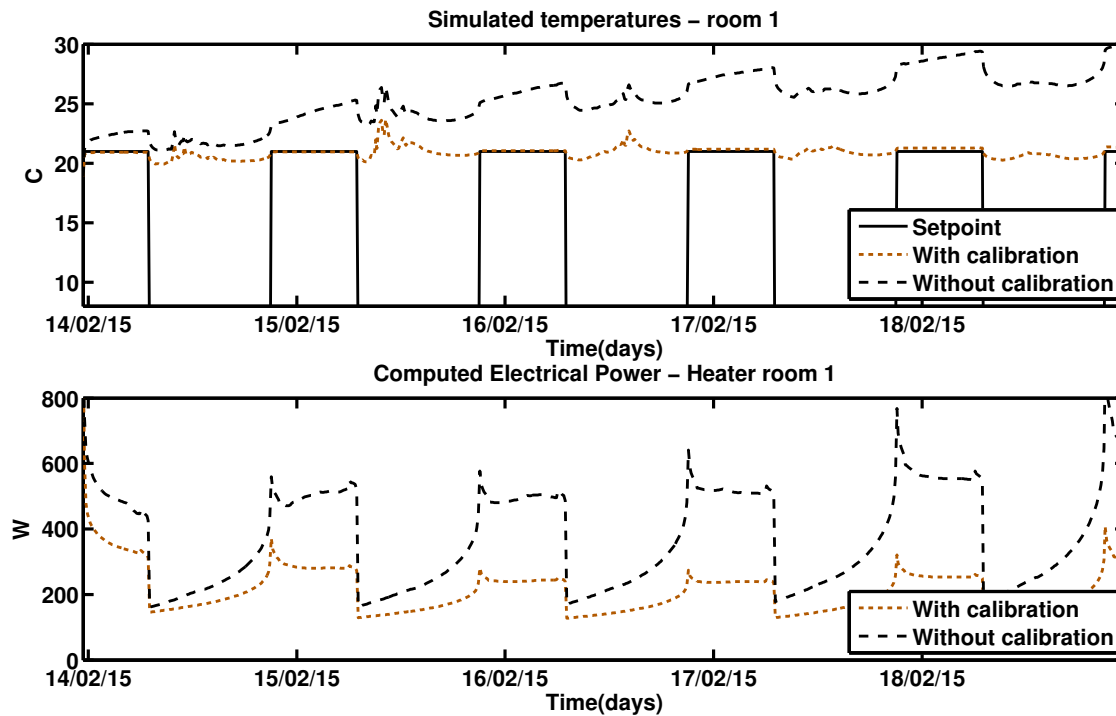 Simulated temperatures − room 1
30
25
20
15
10
C
Setpoint
With calibration
Without calibration
14/02/15 15/02/15 16/02/15 17/02/15 18/02/15
Time(days)
Computed Electrical Power − Heater room 1
800
600
400
200
0
W
With calibration
Without calibration
14/02/15 15/02/15 16/02/15 17/02/15 18/02/15
Time(days)